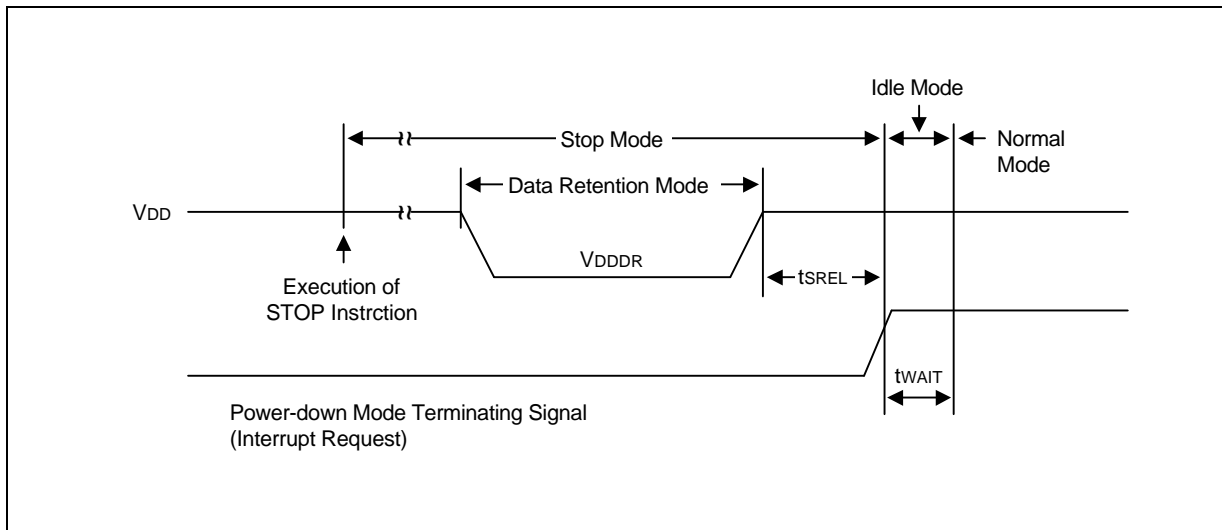 Idle Mode
Stop Mode
Normal
Mode
Data Retention Mode
VDD
VDDDR
tSREL
Execution of
STOP Instrction
tWAIT
Power-down Mode Terminating Signal
(Interrupt Request)